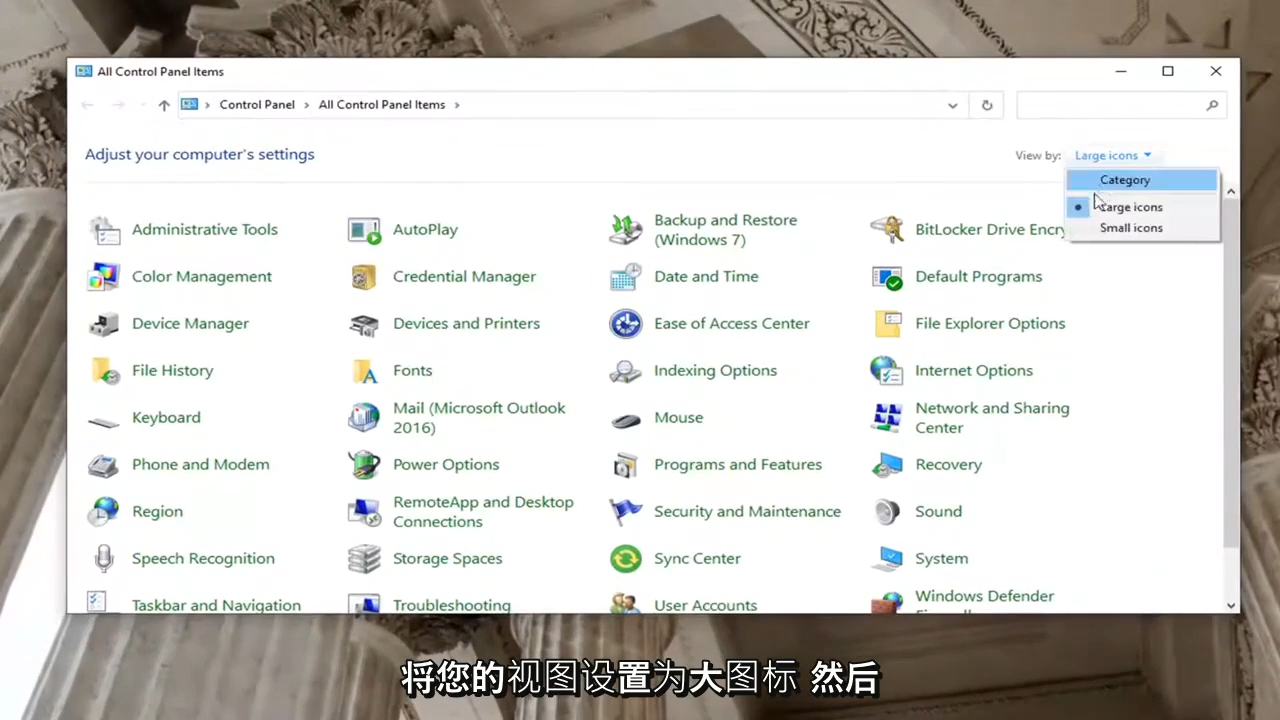 All Control Panel Items
Control Panel > All Control Panel Items >
Adjust your computer's settings
View by: Large icons
Category
Large icons
Small icons
Administrative Tools
AutoPlay
Backup and Restore
(Windows 7)
BitLocker Drive Encry
Color Management
Credential Manager
Date and Time
Default Programs
Device Manager
Devices and Printers
Ease of Access Center
File Explorer Options
File History
Fonts
Indexing Options
Internet Options
Keyboard
Mail (Microsoft Outlook
2016)
Mouse
Network and Sharing
Center
Phone and Modem
Power Options
Programs and Features
Recovery
Region
RemoteApp and Desktop
Connections
Security and Maintenance
Sound
Speech Recognition
Storage Spaces
Sync Center
System
Taskbar and Navigation
Troubleshooting
User Accounts
Windows Defender
将您的视图设置为大图标 然后